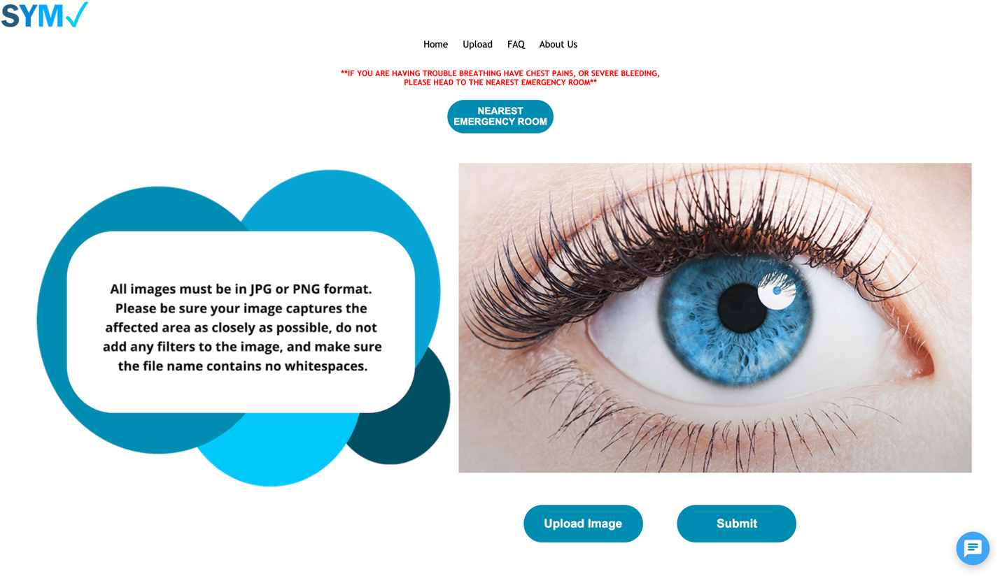 SYM✓
Home Upload FAQ About Us
**IF YOU ARE HAVING TROUBLE BREATHING HAVE CHEST PAINS, OR SEVERE BLEEDING,
PLEASE HEAD TO THE NEAREST EMERGENCY ROOM**
NEAREST
EMERGENCY ROOM
All images must be in JPG or PNG format.
Please be sure your image captures the
affected area as closely as possible, do not
add any filters to the image, and make sure
the file name contains no whitespaces.
Upload Image Submit